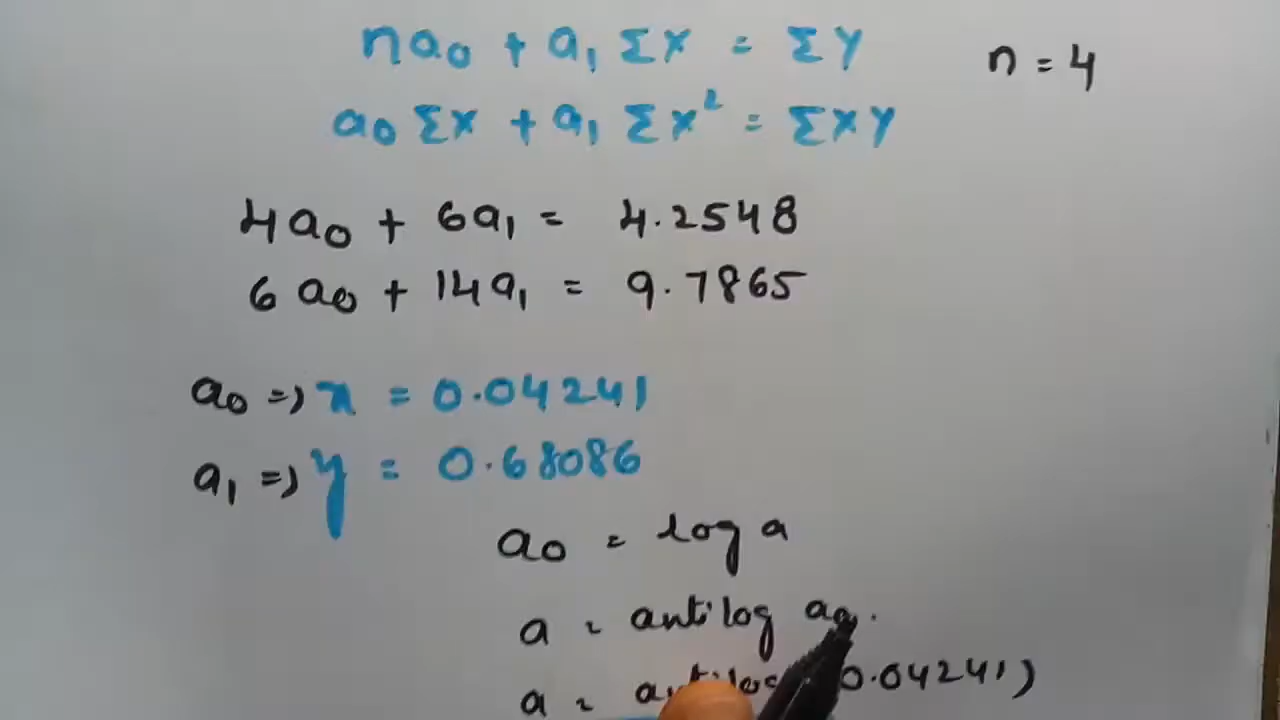 na₀ + a₁ Σx = Σy
n = 4
a₀ Σx + a₁ Σx² = Σxy
4a₀ + 6a₁ = 4.2548
6a₀ + 14a₁ = 9.7865
a₀ => x = 0.04241
a₁ => y = 0.68086
a₀ = log a
a = antilog a₀.
a = 0.04241)